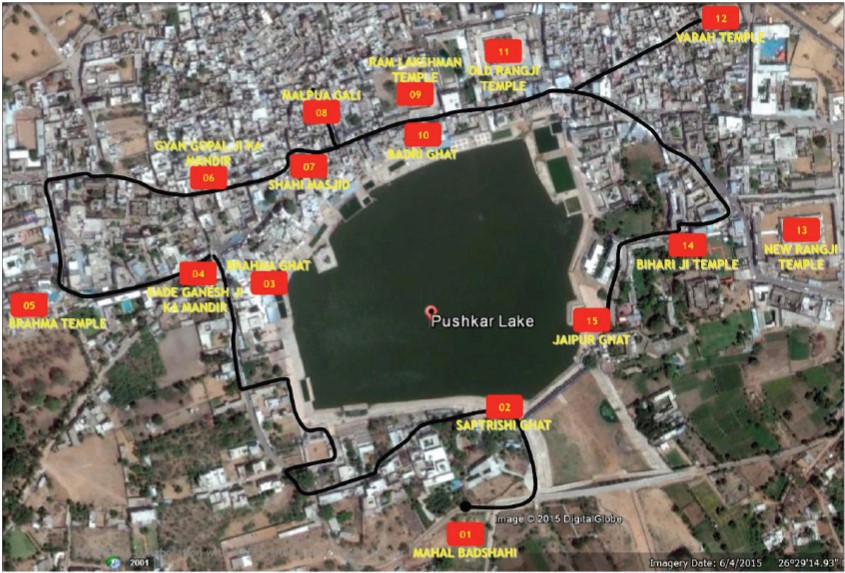 12
VARAH TEMPLE
11
OLD RANGJI
TEMPLE
RAM LAKSHMAN
TEMPLE
09
MALPUA GALI
08
10
BADRI GHAT
GYAN GOPAL JI KA
MANDIR
06
07
SHAHI MASJID
13
NEW RANGJI
TEMPLE
14
BIHARI JI TEMPLE
04
BADE GANESH JI
KA MANDIR
BRAHMA GHAT
03
05
BRAHMA TEMPLE
Pushkar Lake
15
JAIPUR GHAT
02
SAPTRISHI GHAT
Image © 2015 DigitalGlobe
01
MAHAL BADSHAHI
2001
Imagery Date: 6/4/2015 26°29'14.93"